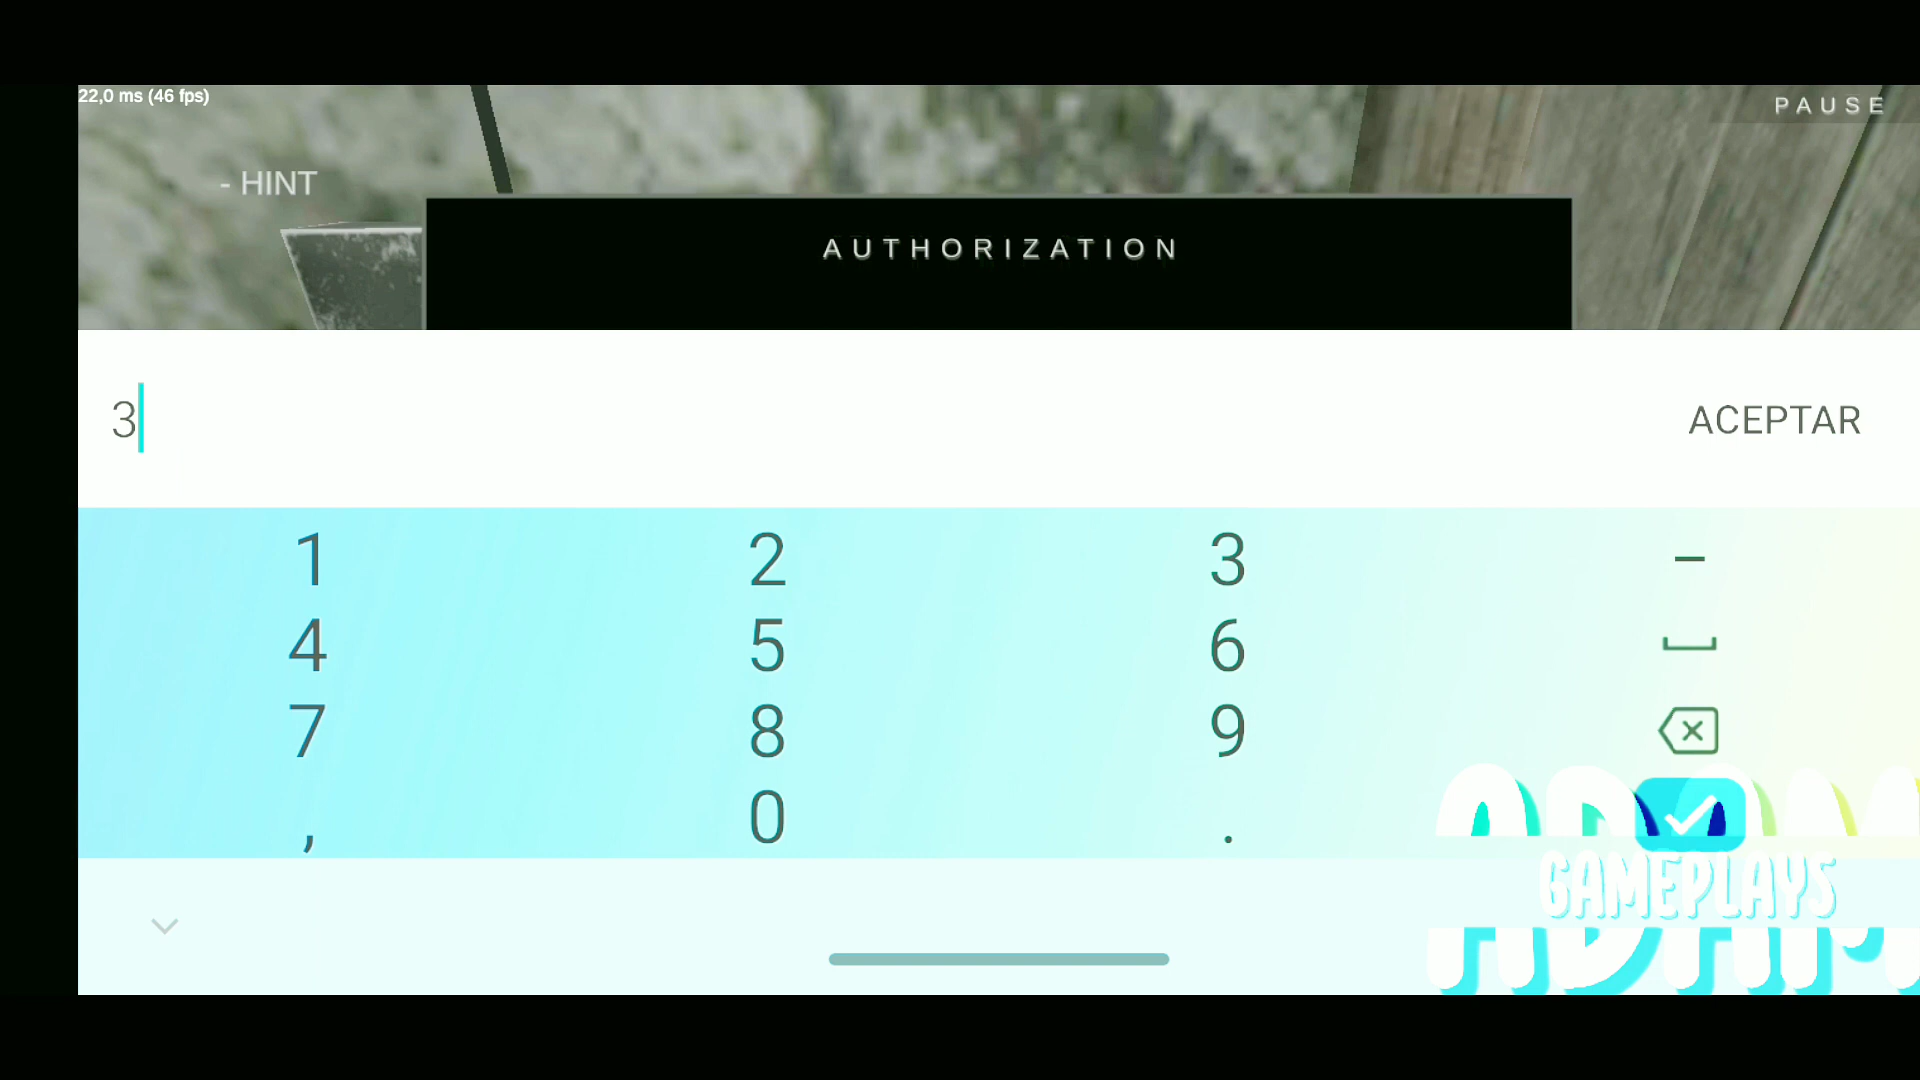 22,0 ms (46 fps)
PAUSE
- HINT
AUTHORIZATION
3
ACEPTAR
1 2 3 –
4 5 6
7 8 9
, 0 .
ADAM
GAMEPLAYS